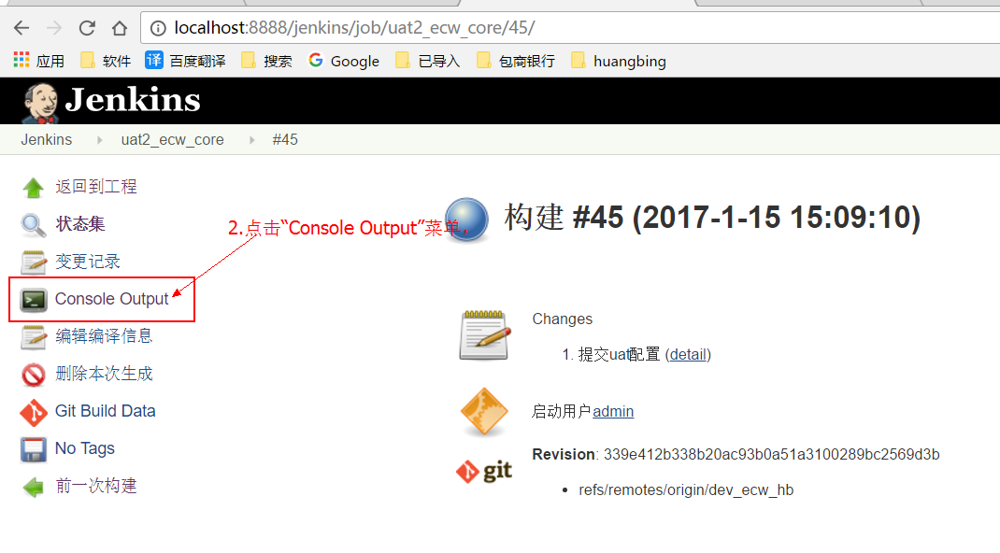 localhost:8888/jenkins/job/uat2_ecw_core/45/
应用 软件 译 百度翻译 搜索 G Google 已导入 包商银行 huangbing
Jenkins
Jenkins uat2_ecw_core #45
返回到工程
状态集
构建 #45 (2017-1-15 15:09:10)
2.点击“Console Output”菜单,
变更记录
Console Output
编辑编译信息
删除本次生成
Git Build Data
No Tags
前一次构建
Changes
1. 提交uat配置 (detail)
启动用户admin
git
Revision: 339e412b338b20ac93b0a51a3100289bc2569d3b
refs/remotes/origin/dev_ecw_hb